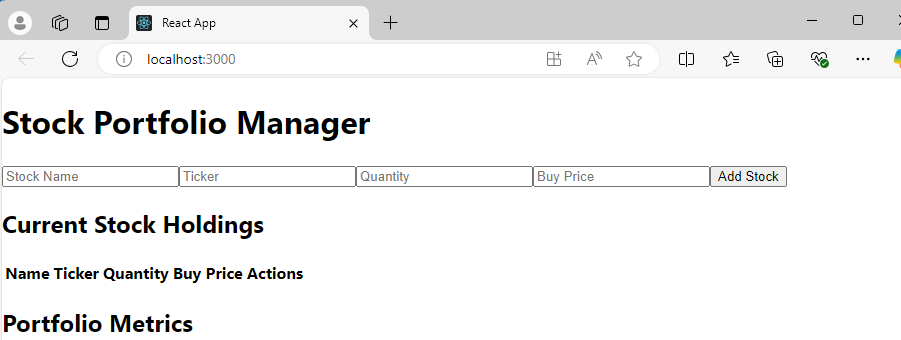 React App
localhost:3000
Stock Portfolio Manager
Stock Name Ticker Quantity Buy Price Add Stock
Current Stock Holdings
Name Ticker Quantity Buy Price Actions
Portfolio Metrics